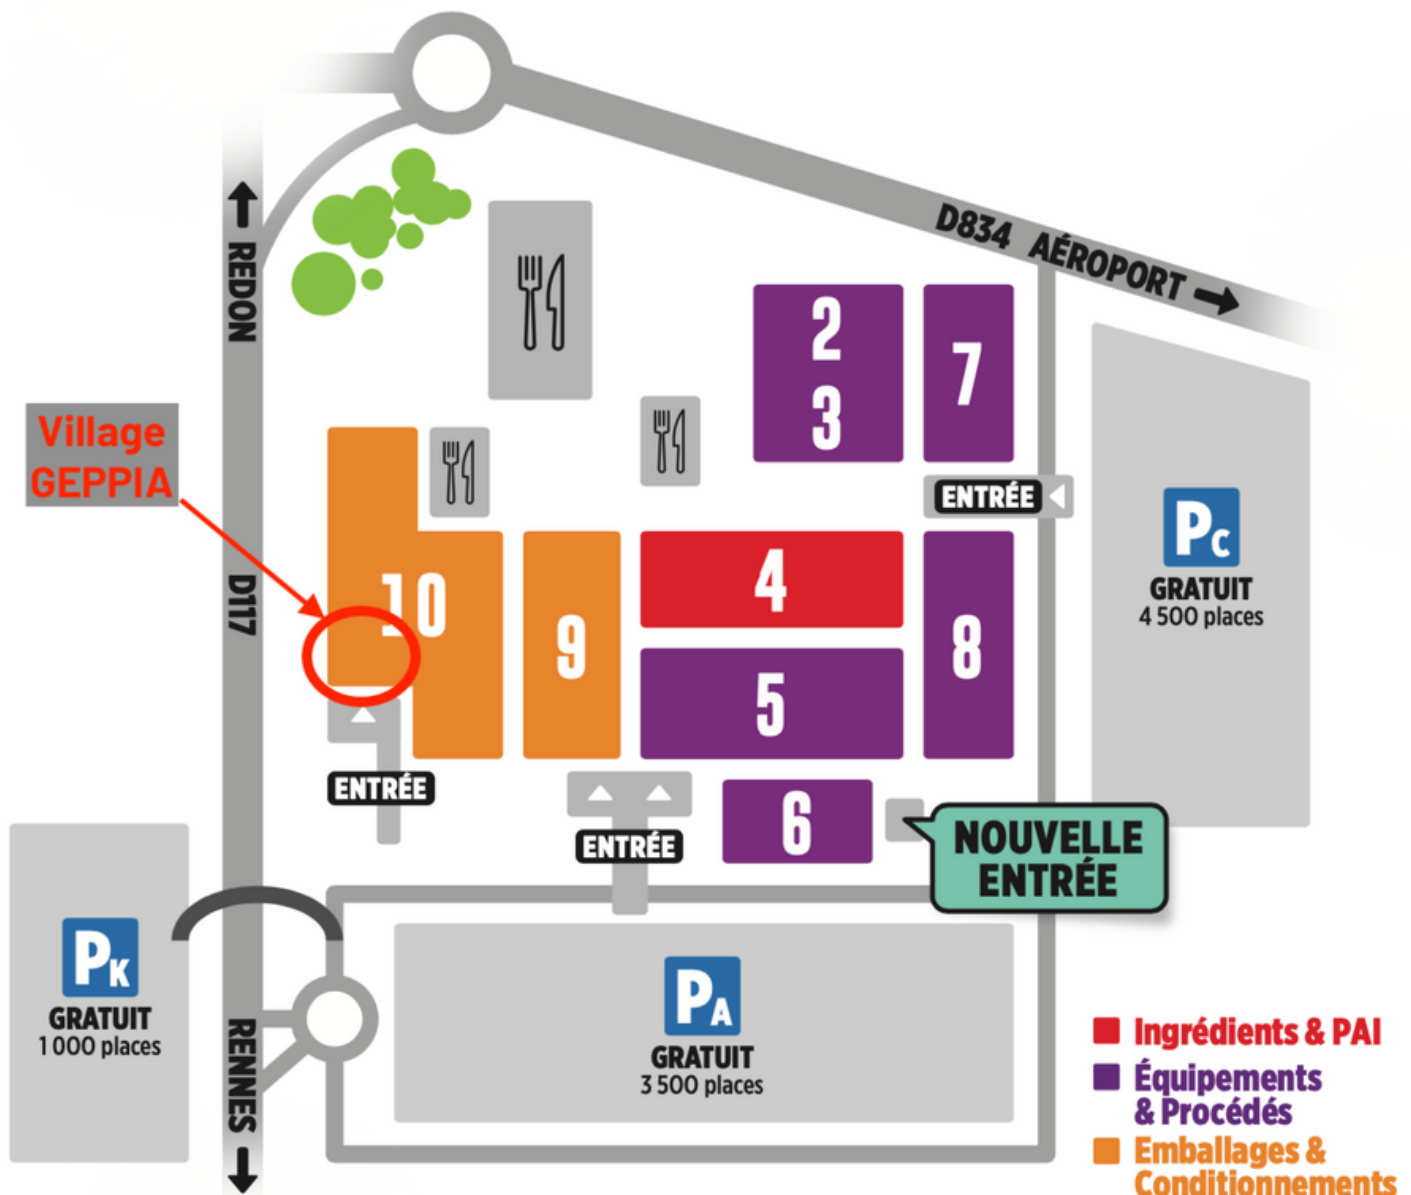 D834 AÉROPORT
REDON
2
3
7
Village
GEPPIA
ENTRÉE
PC
GRATUIT
4 500 places
D117
10
9
4
8
5
ENTRÉE
6
ENTRÉE
NOUVELLE
ENTRÉE
PK
GRATUIT
1 000 places
PA
GRATUIT
3 500 places
RENNES
Ingrédients & PAI
Équipements
& Procédés
Emballages &
Conditionnements